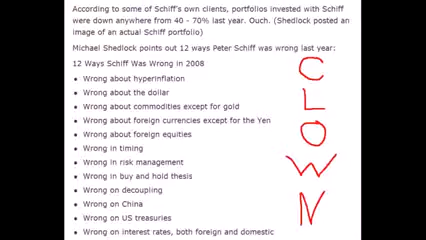 According to some of Schiff's own clients, portfolios invested with Schiff
were down anywhere from 40 - 70% last year. Ouch. (Shedlock posted an
image of an actual Schiff portfolio)
Michael Shedlock points out 12 ways Peter Schiff was wrong last year:
12 Ways Schiff Was Wrong in 2008
• Wrong about hyperinflation
• Wrong about the dollar
• Wrong about commodities except for gold
• Wrong about foreign currencies except for the Yen
• Wrong about foreign equities
• Wrong in timing
• Wrong in risk management
• Wrong in buy and hold thesis
• Wrong on decoupling
• Wrong on China
• Wrong on US treasuries
• Wrong on interest rates, both foreign and domestic
C
L
O
W
N